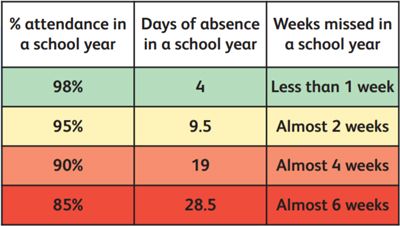 % attendance in Days of absence Weeks missed in
a school year in a school year a school year
98% 4 Less than 1 week
95% 9.5 Almost 2 weeks
90% 19 Almost 4 weeks
85% 28.5 Almost 6 weeks